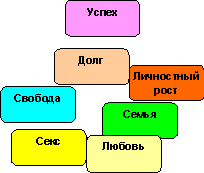 Успех
Долг
Личностный
рост
Свобода
Семья
Секс
Любовь